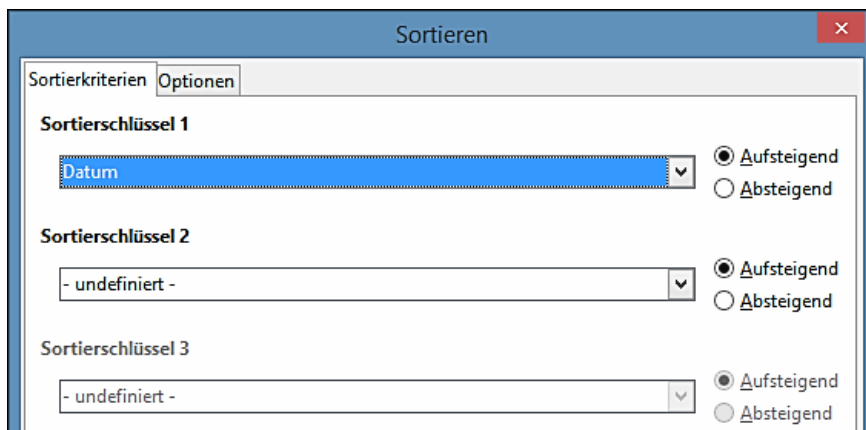 Sortieren
Sortierkriterien Optionen
Sortierschlüssel 1
Datum
Aufsteigend
Absteigend
Sortierschlüssel 2
- undefiniert -
Aufsteigend
Absteigend
Sortierschlüssel 3
- undefiniert -
Aufsteigend
Absteigend